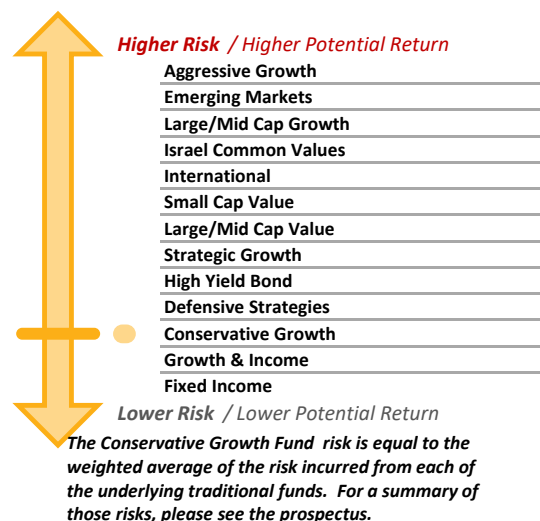 Higher Risk / Higher Potential Return
Aggressive Growth
Emerging Markets
Large/Mid Cap Growth
Israel Common Values
International
Small Cap Value
Large/Mid Cap Value
Strategic Growth
High Yield Bond
Defensive Strategies
Conservative Growth
Growth & Income
Fixed Income
Lower Risk / Lower Potential Return
The Conservative Growth Fund risk is equal to the
weighted average of the risk incurred from each of
the underlying traditional funds. For a summary of
those risks, please see the prospectus.